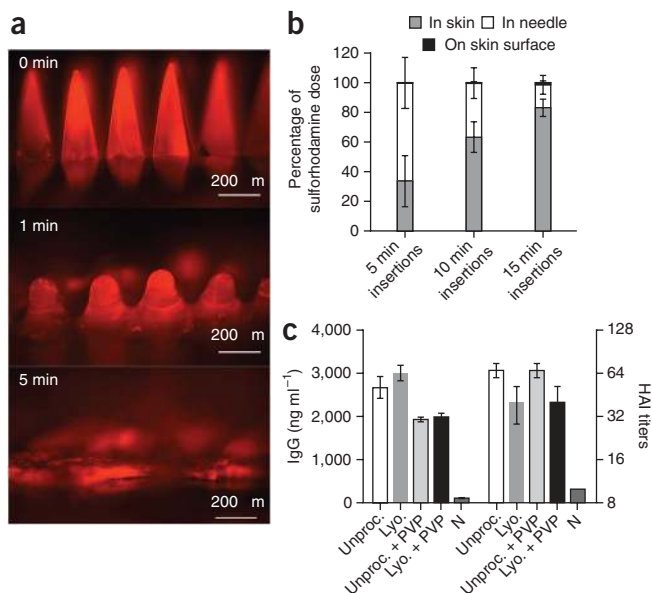 a
0 min
200 m
1 min
200 m
5 min
200 m
b
In skin In needle
On skin surface
Percentage of
sulforhodamine dose
120
100
80
60
40
20
0
5 min
insertions
10 min
insertions
15 min
insertions
c
IgG (ng ml⁻¹)
4,000
3,000
2,000
1,000
0
HAI titers
128
64
32
16
8
Unproc.
Lyo.
Unproc. + PVP
Lyo. + PVP
N
Unproc.
Lyo.
Unproc. + PVP
Lyo. + PVP
N